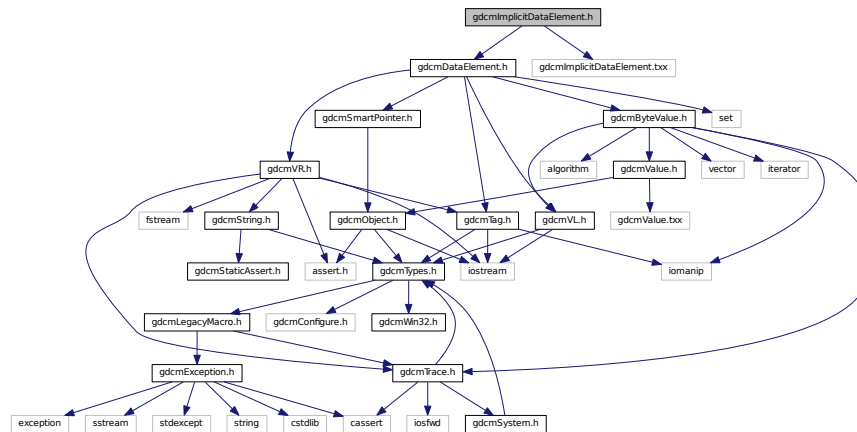 gdcmImplicitDataElement.h
gdcmDataElement.h
gdcmImplicitDataElement.txx
gdcmSmartPointer.h
gdcmByteValue.h
set
gdcmVR.h
algorithm
gdcmValue.h
vector
iterator
fstream
gdcmString.h
gdcmObject.h
gdcmTag.h
gdcmVL.h
gdcmValue.txx
gdcmStaticAssert.h
assert.h
gdcmTypes.h
iostream
iomanip
gdcmLegacyMacro.h
gdcmConfigure.h
gdcmWin32.h
gdcmException.h
gdcmTrace.h
exception
sstream
stdexcept
string
cstdlib
cassert
iosfwd
gdcmSystem.h